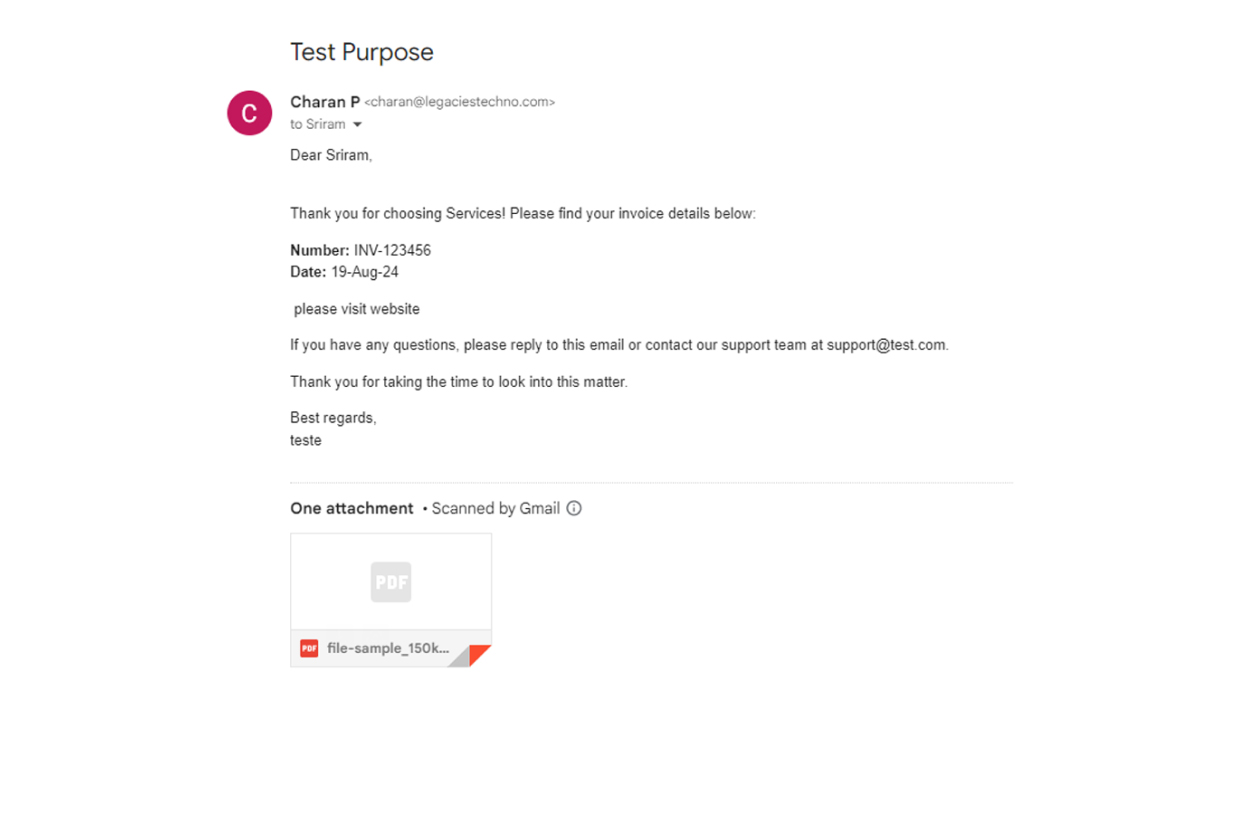 Test Purpose
C
Charan P <charan@legaciestechno.com>
to Sriram
Dear Sriram,
Thank you for choosing Services! Please find your invoice details below:
Number: INV-123456
Date: 19-Aug-24
please visit website
If you have any questions, please reply to this email or contact our support team at support@test.com.
Thank you for taking the time to look into this matter.
Best regards,
teste
One attachment • Scanned by Gmail
PDF
PDF file-sample_150k...